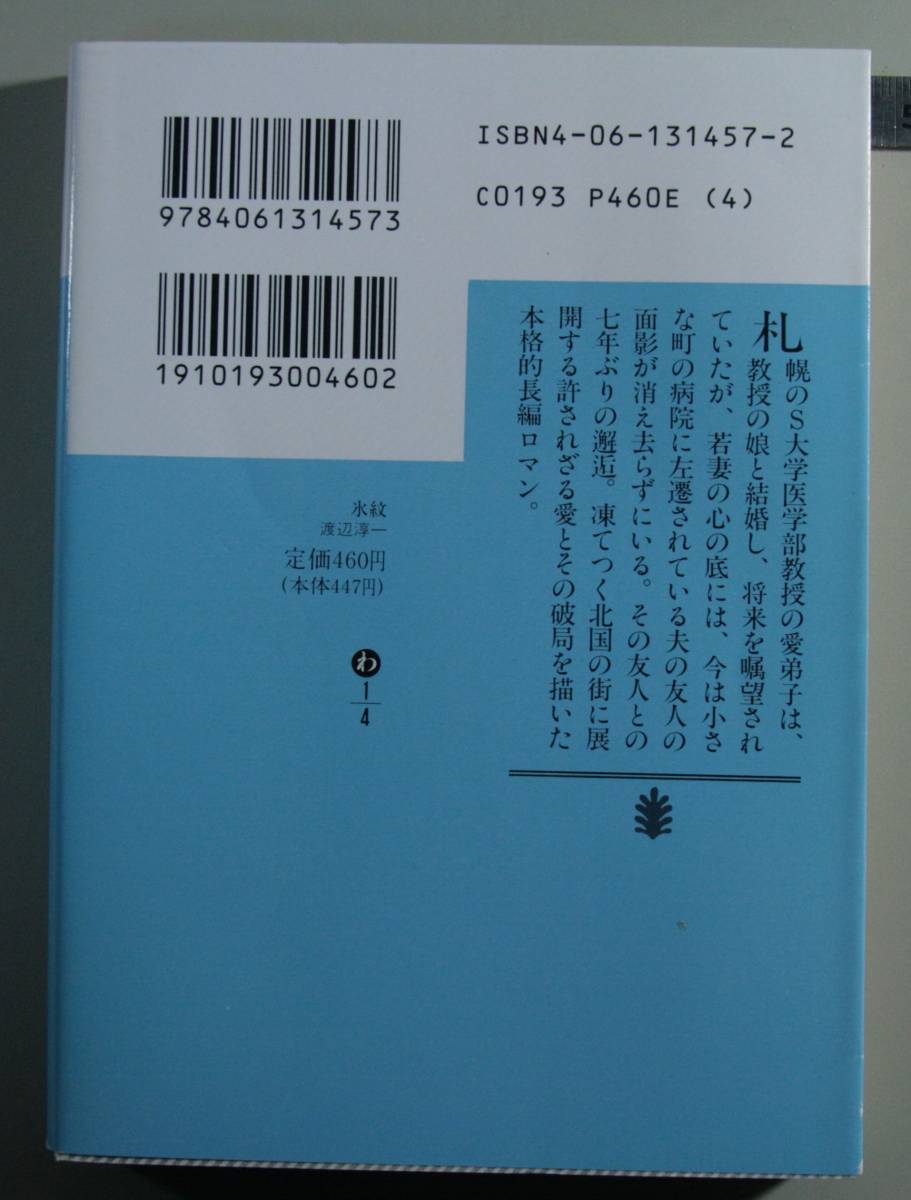 9784061314573
ISBN4-06-131457-2
C0193 P460E (4)
1910193004602
札幌のS大学医学部教授の愛弟子は、
教授の娘と結婚し、将来を嘱望され
ていたが、若妻の心の底には、今は小さ
な町の病院に左遷されている夫の友人の
面影が消え去らずにいる。その友人との
七年ぶりの邂逅。凍てつく北国の街に展
開する許されざる愛とその破局を描いた
本格的長編ロマン。
氷紋
渡辺淳一
定価460円
(本体447円)
わ
1
4
5